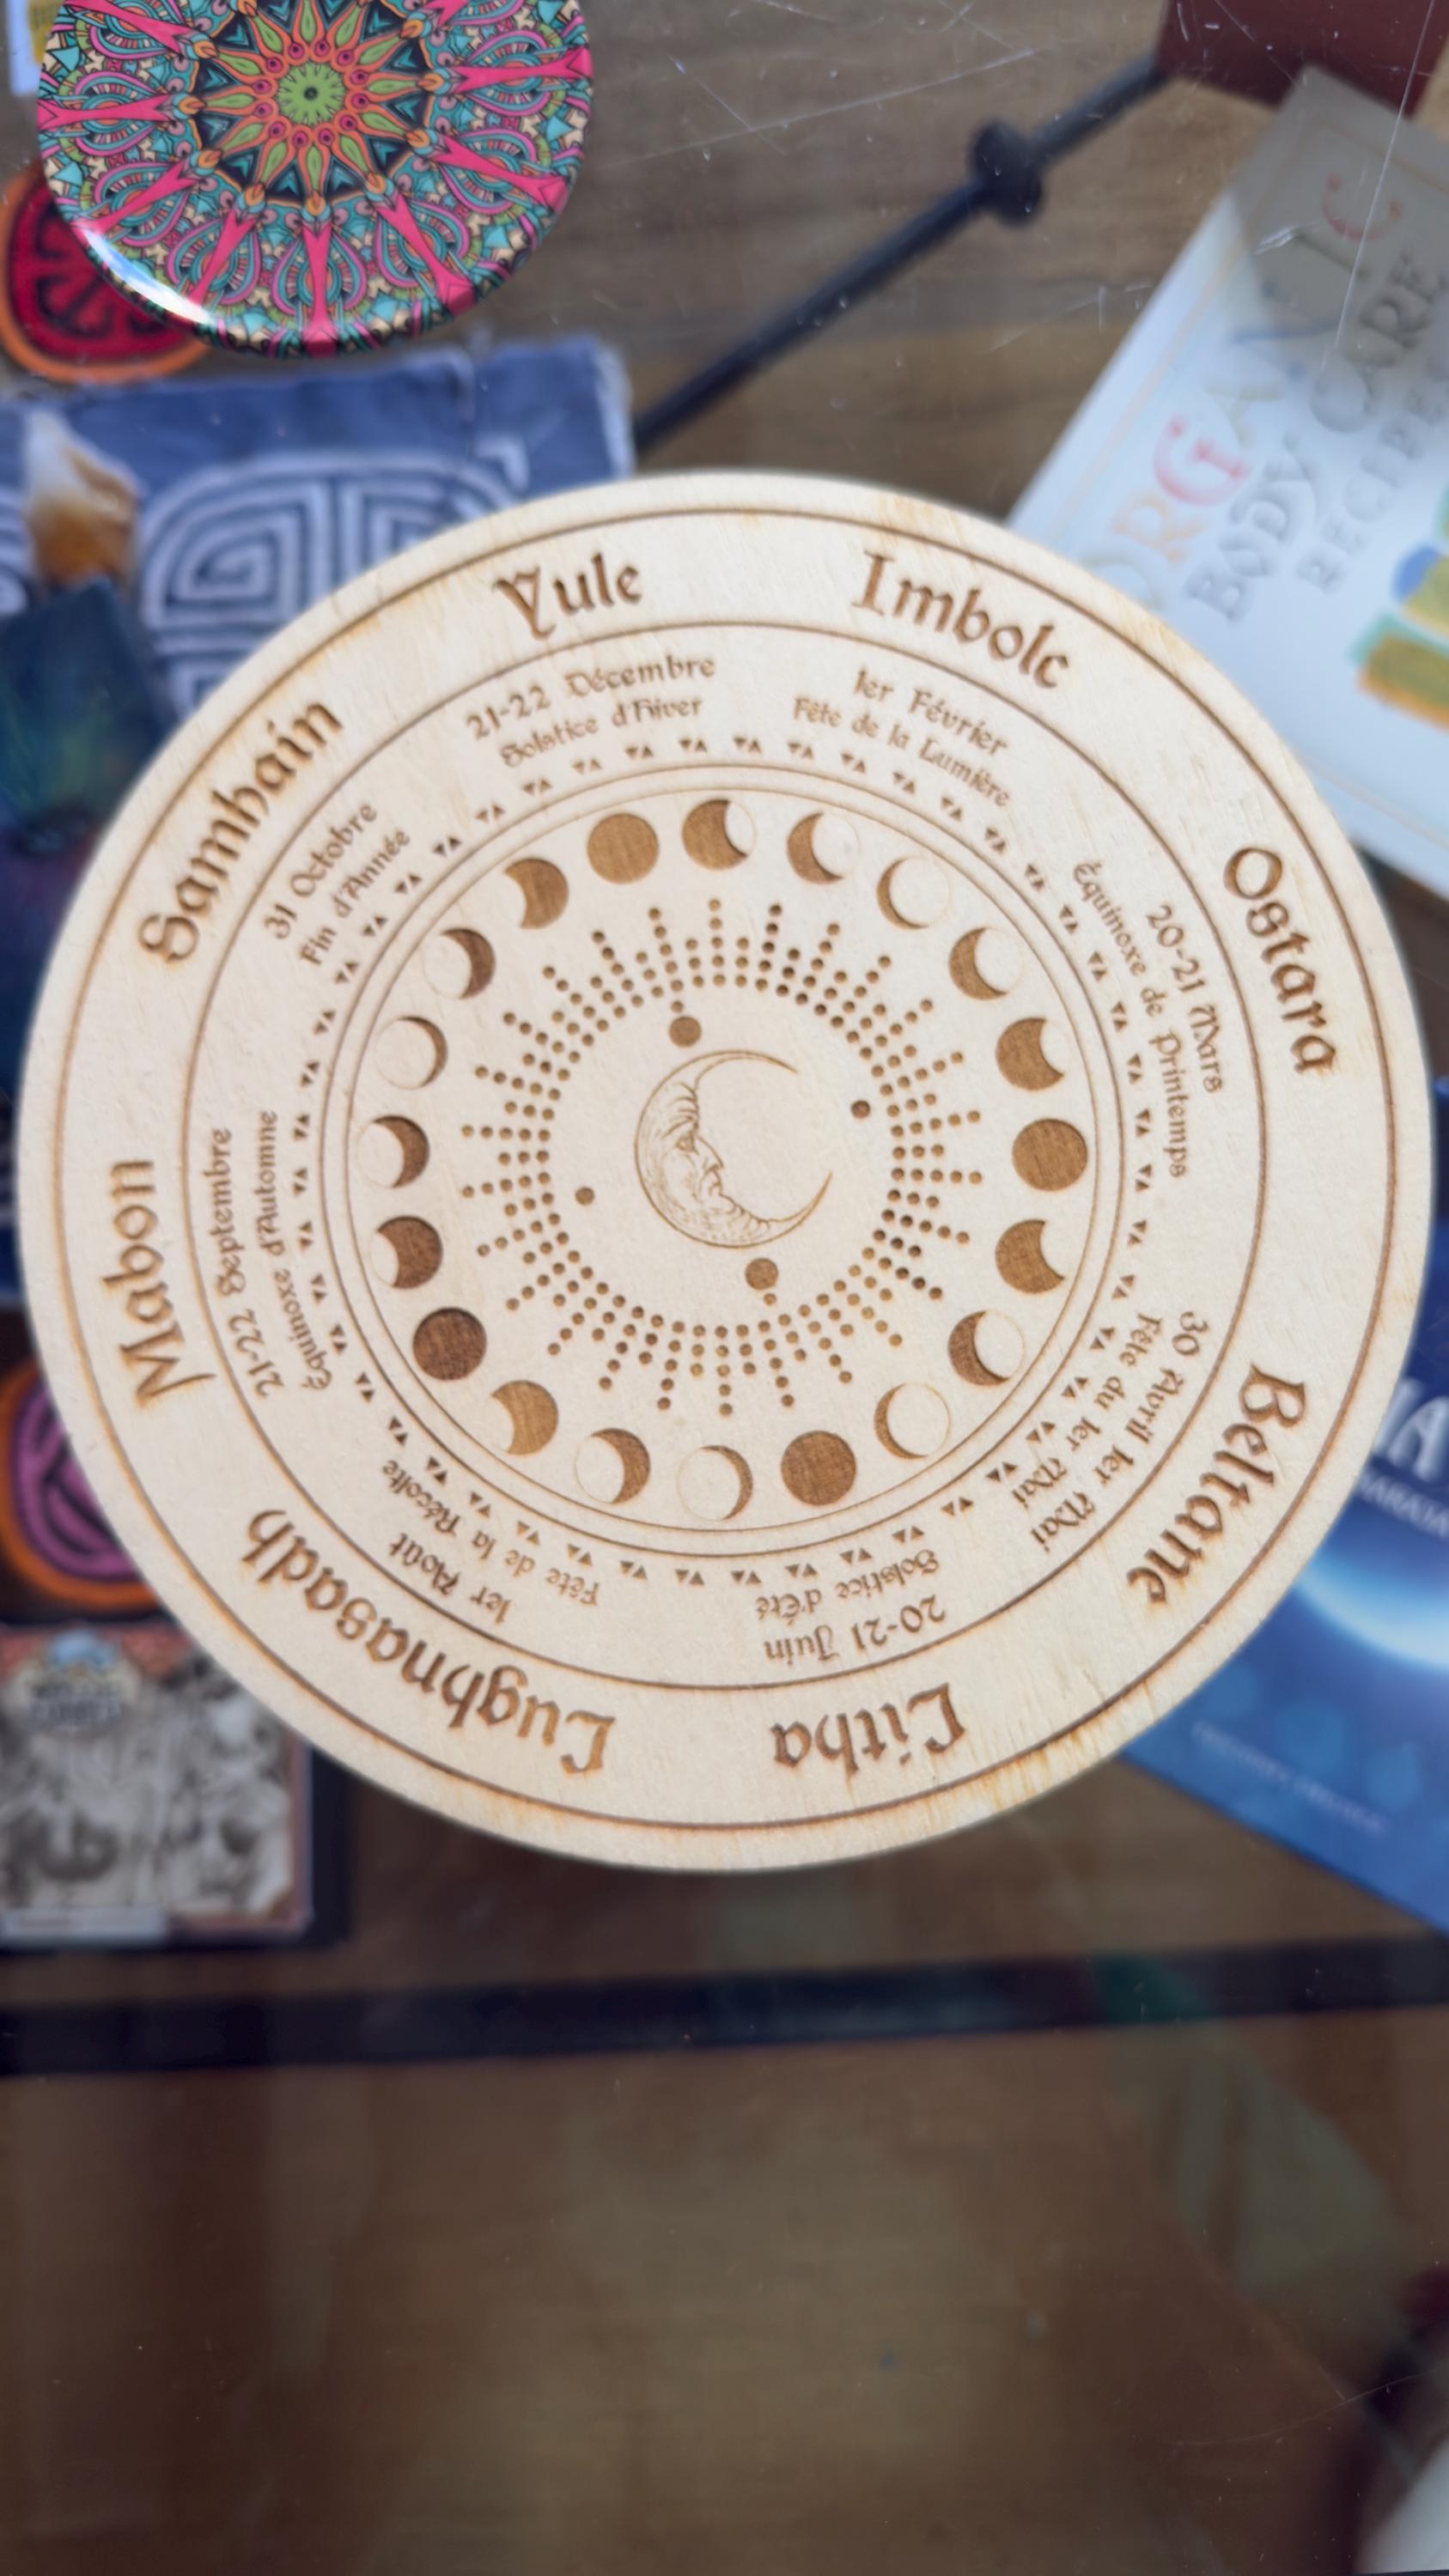 Yule
21-22 Décembre
Solstice d'Hiver
Imbolc
1er Février
Fête de la Lumière
Ostara
20-21 Mars
Équinoxe de Printemps
Beltane
30 Avril 1er Mai
Fête du 1er Mai
Litha
20-21 Juin
Solstice d'Été
Lughnasadh
1er Août
Fête de la Récolte
Mabon
21-22 Septembre
Équinoxe d'Automne
Samhain
31 Octobre
Fin d'Année
BODY CARE